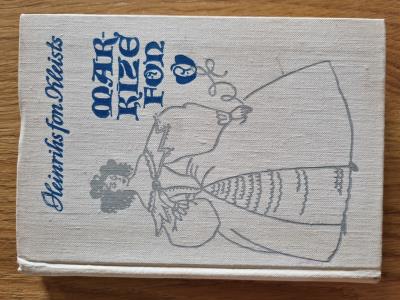 Heinrihs fon Kleists
MAR-
KĪZE
FON
O